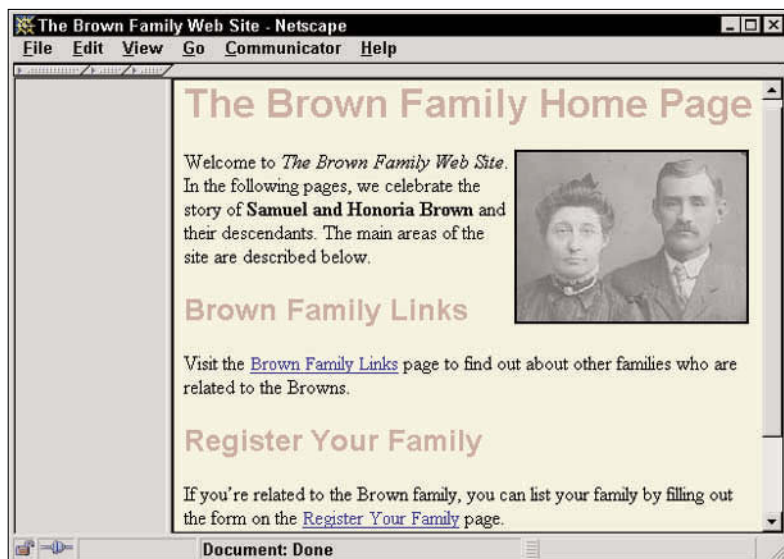 The Brown Family Web Site - Netscape
File Edit View Go Communicator Help
The Brown Family Home Page
Welcome to The Brown Family Web Site.
In the following pages, we celebrate the
story of Samuel and Honoria Brown and
their descendants. The main areas of the
site are described below.
Brown Family Links
Visit the Brown Family Links page to find out about other families who are
related to the Browns.
Register Your Family
If you're related to the Brown family, you can list your family by filling out
the form on the Register Your Family page.
Document: Done